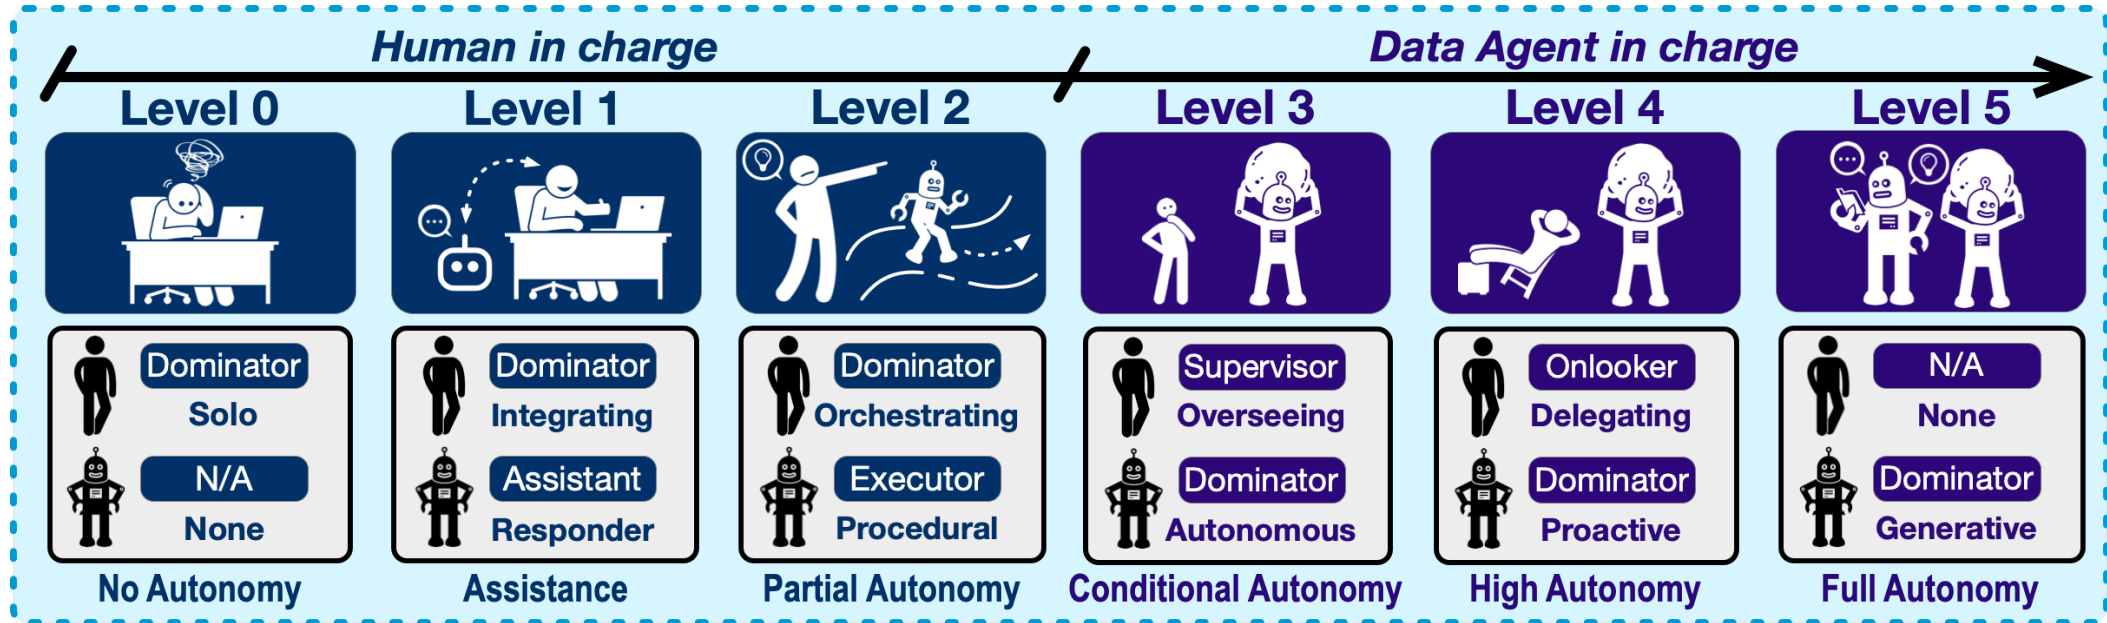 Human in charge
Data Agent in charge
Level 0
Level 1
Level 2
Level 3
Level 4
Level 5
Dominator
Solo
N/A
None
No Autonomy
Dominator
Integrating
Assistant
Responder
Assistance
Dominator
Orchestrating
Executor
Procedural
Partial Autonomy
Supervisor
Overseeing
Dominator
Autonomous
Conditional Autonomy
Onlooker
Delegating
Dominator
Proactive
High Autonomy
N/A
None
Dominator
Generative
Full Autonomy